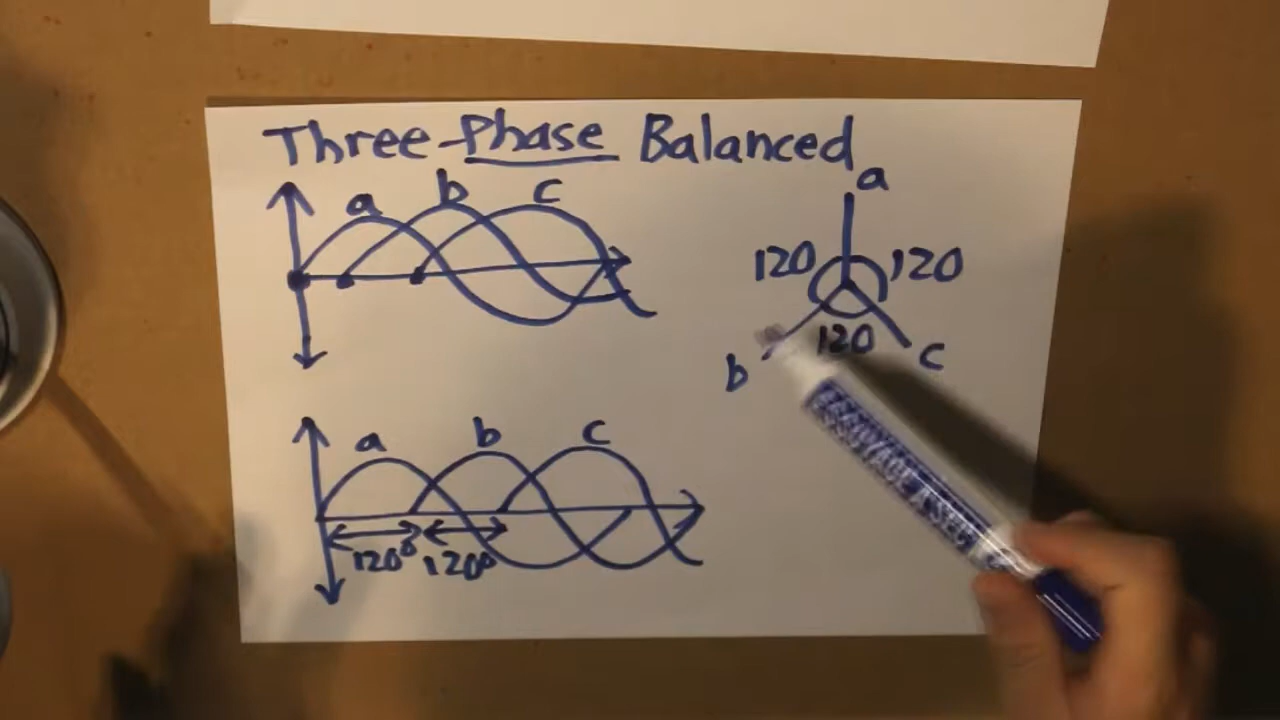 Three-Phase Balanced
a b c
a
120 120
120
b c
a b c
120° 120°